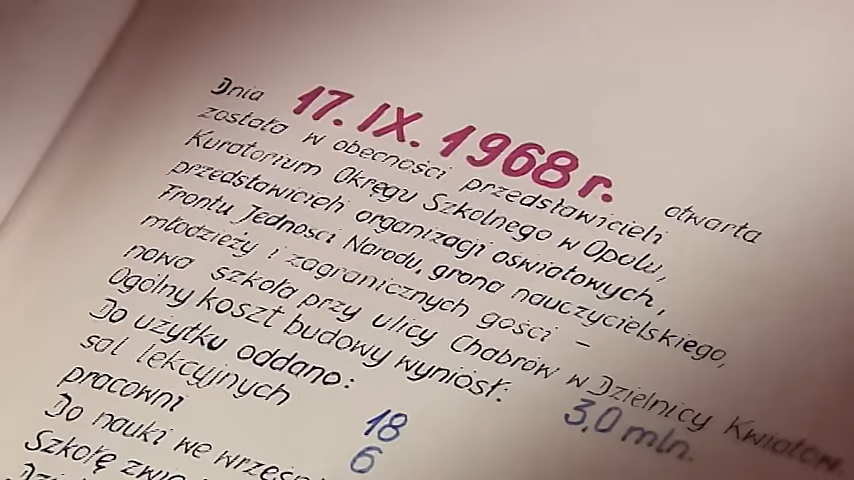 Dnia 17. IX. 1968 r. otwarta
została w obecności przedstawicieli
Kuratorium Okręgu Szkolnego w Opolu,
przedstawicieli organizacji oświatowych,
Frontu Jedności Narodu, grona nauczycielskiego,
młodzieży i zagranicznych gości –
nowa szkoła przy ulicy Chabrów w Dzielnicy Kwiatów.
Ogólny koszt budowy wyniósł: 3,0 mln.
Do użytku oddano:
sal lekcyjnych 18
pracowni 6
Do nauki we
Szkołę